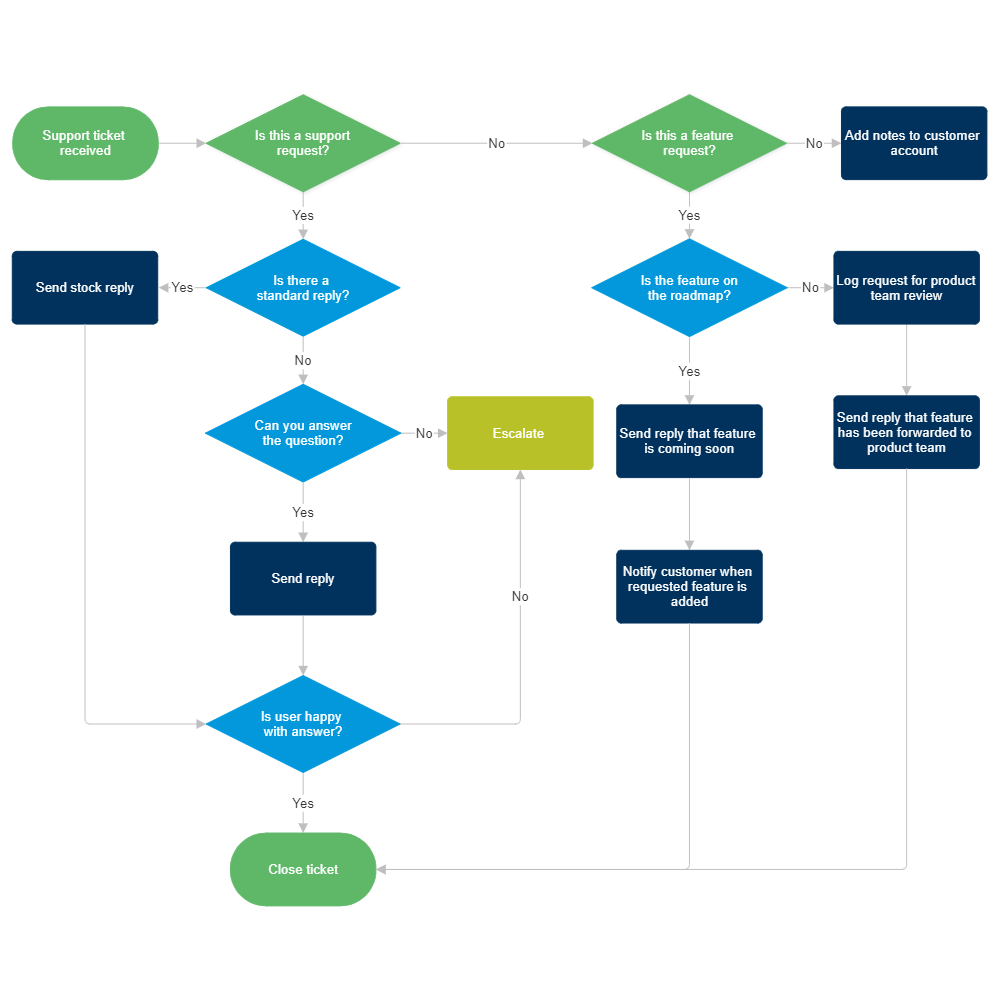 Support ticket
received
Is this a support
request?
No
Is this a feature
request?
No
Add notes to customer
account
Yes
Yes
Send stock reply
Yes
Is there a
standard reply?
Is the feature on
the roadmap?
No
Log request for product
team review
No
Yes
Can you answer
the question?
No
Escalate
Send reply that feature
is coming soon
Send reply that feature
has been forwarded to
product team
Yes
Send reply
Notify customer when
requested feature is
added
No
Is user happy
with answer?
Yes
Close ticket